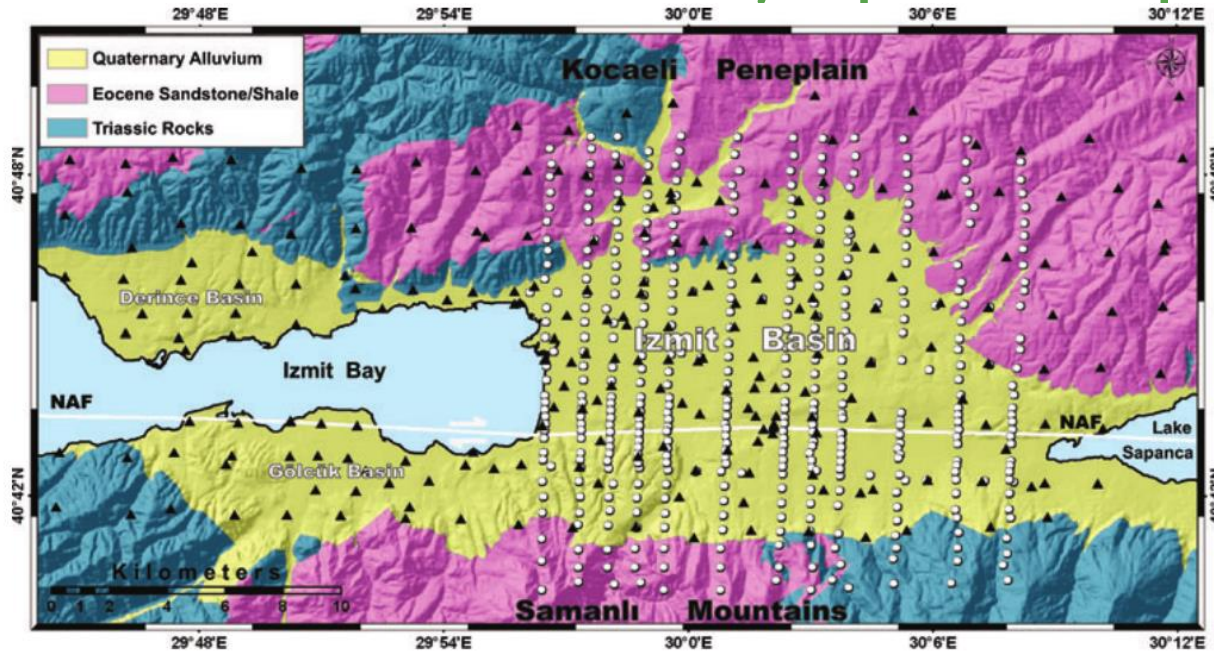 29°48'E 29°54'E 30°0'E 30°6'E 30°12'E
Quaternary Alluvium
Eocene Sandstone/Shale
Triassic Rocks
Kocaeli Peneplain
40°48'N
Derince Basin
Izmit Basin
Izmit Bay
NAF
NAF
Lake
Sapanca
Gölcük Basin
40°42'N
Kilometers
0 1 2 4 6 8 10
Samanlı Mountains
29°48'E 29°54'E 30°0'E 30°6'E 30°12'E